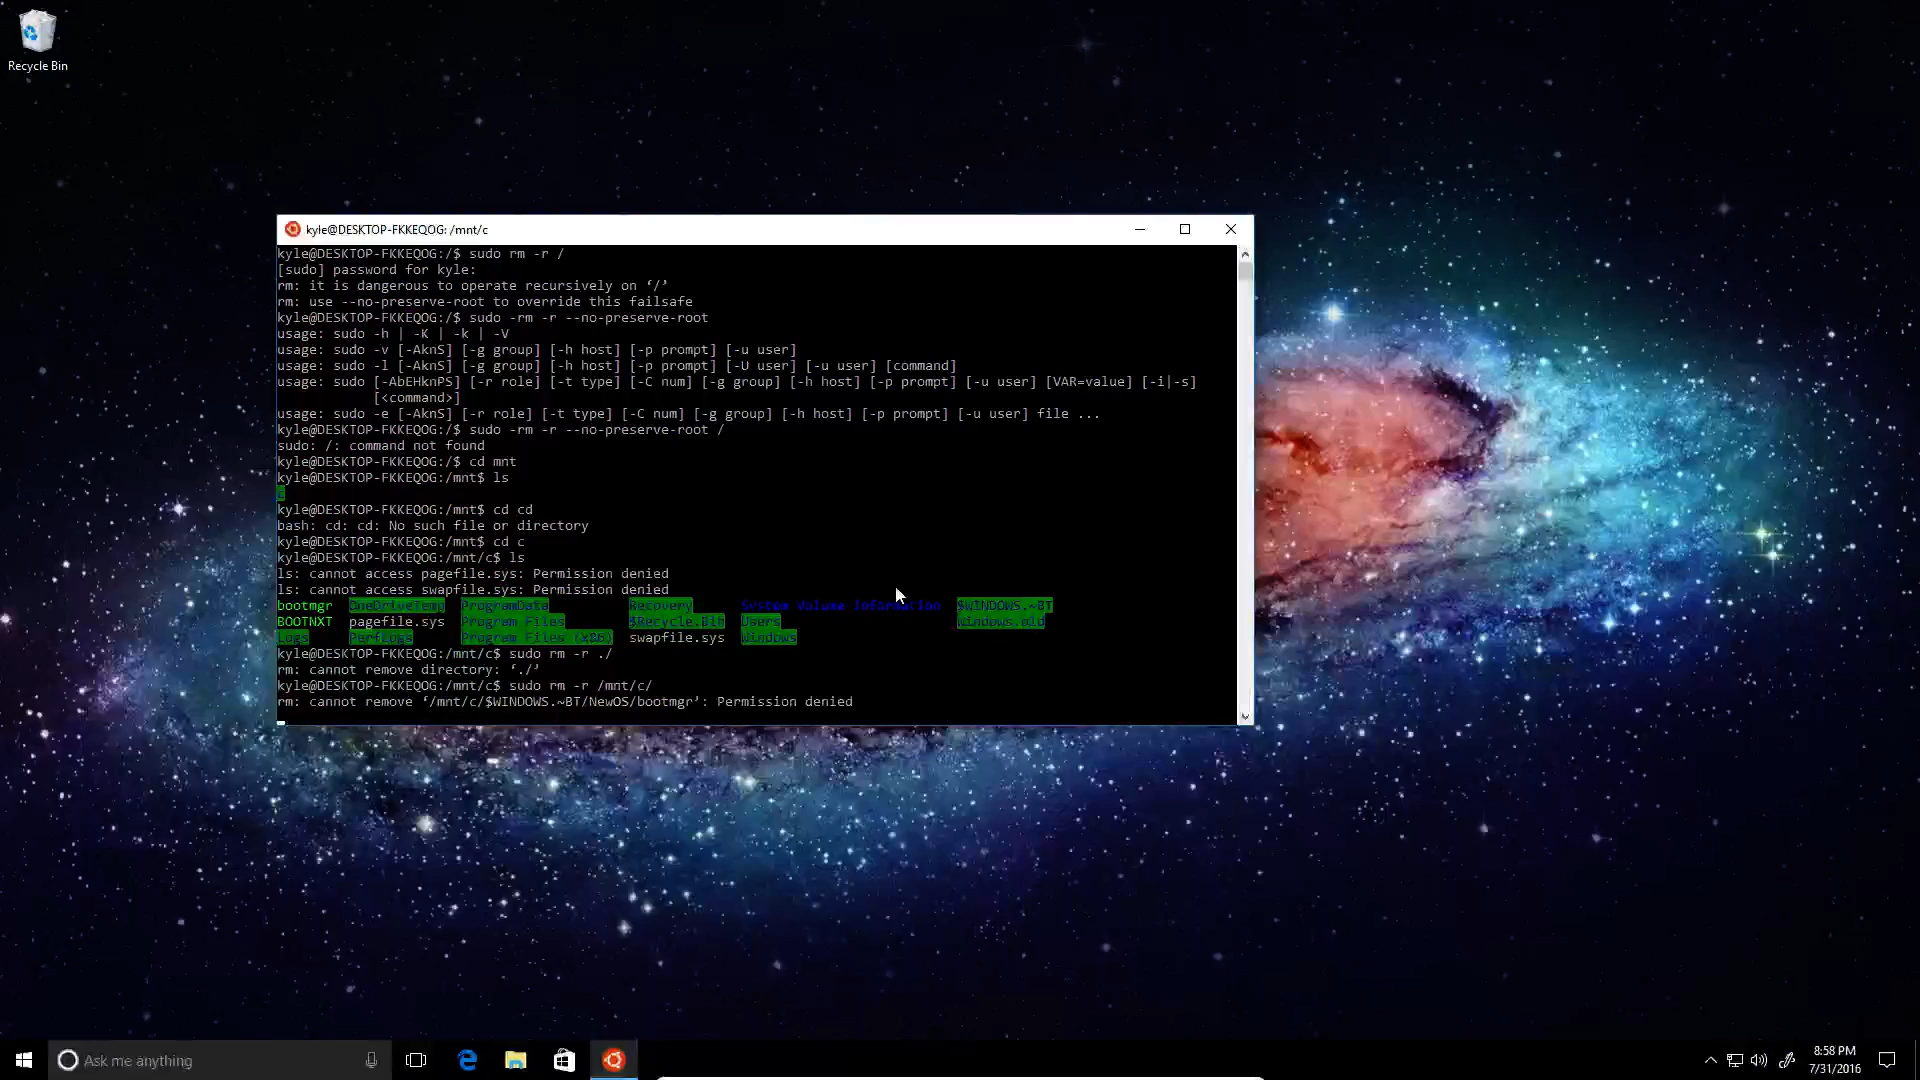 Recycle Bin
kyle@DESKTOP-FKKEQOG: /mnt/c
kyle@DESKTOP-FKKEQOG:/$ sudo rm -r /
[sudo] password for kyle:
rm: it is dangerous to operate recursively on ‘/’
rm: use --no-preserve-root to override this failsafe
kyle@DESKTOP-FKKEQOG:/$ sudo -rm -r --no-preserve-root
usage: sudo -h | -K | -k | -V
usage: sudo -v [-AknS] [-g group] [-h host] [-p prompt] [-u user]
usage: sudo -l [-AknS] [-g group] [-h host] [-p prompt] [-U user] [-u user] [command]
usage: sudo [-AbEHknPS] [-r role] [-t type] [-C num] [-g group] [-h host] [-p prompt] [-u user] [VAR=value] [-i|-s]
[<command>]
usage: sudo -e [-AknS] [-r role] [-t type] [-C num] [-g group] [-h host] [-p prompt] [-u user] file ...
kyle@DESKTOP-FKKEQOG:/$ sudo -rm -r --no-preserve-root /
sudo: /: command not found
kyle@DESKTOP-FKKEQOG:/$ cd mnt
kyle@DESKTOP-FKKEQOG:/mnt$ ls
c
kyle@DESKTOP-FKKEQOG:/mnt$ cd cd
bash: cd: cd: No such file or directory
kyle@DESKTOP-FKKEQOG:/mnt$ cd c
kyle@DESKTOP-FKKEQOG:/mnt/c$ ls
ls: cannot access pagefile.sys: Permission denied
ls: cannot access swapfile.sys: Permission denied
bootmgr OneDriveTemp ProgramData Recovery System Volume Information $WINDOWS.~BT
BOOTNXT pagefile.sys Program Files $Recycle.Bin Users Windows.old
Logs PerfLogs Program Files (x86) swapfile.sys Windows
kyle@DESKTOP-FKKEQOG:/mnt/c$ sudo rm -r ./
rm: cannot remove directory: ‘./’
kyle@DESKTOP-FKKEQOG:/mnt/c$ sudo rm -r /mnt/c/
rm: cannot remove ‘/mnt/c/$WINDOWS.~BT/NewOS/bootmgr’: Permission denied
Ask me anything
8:58 PM
7/31/2016